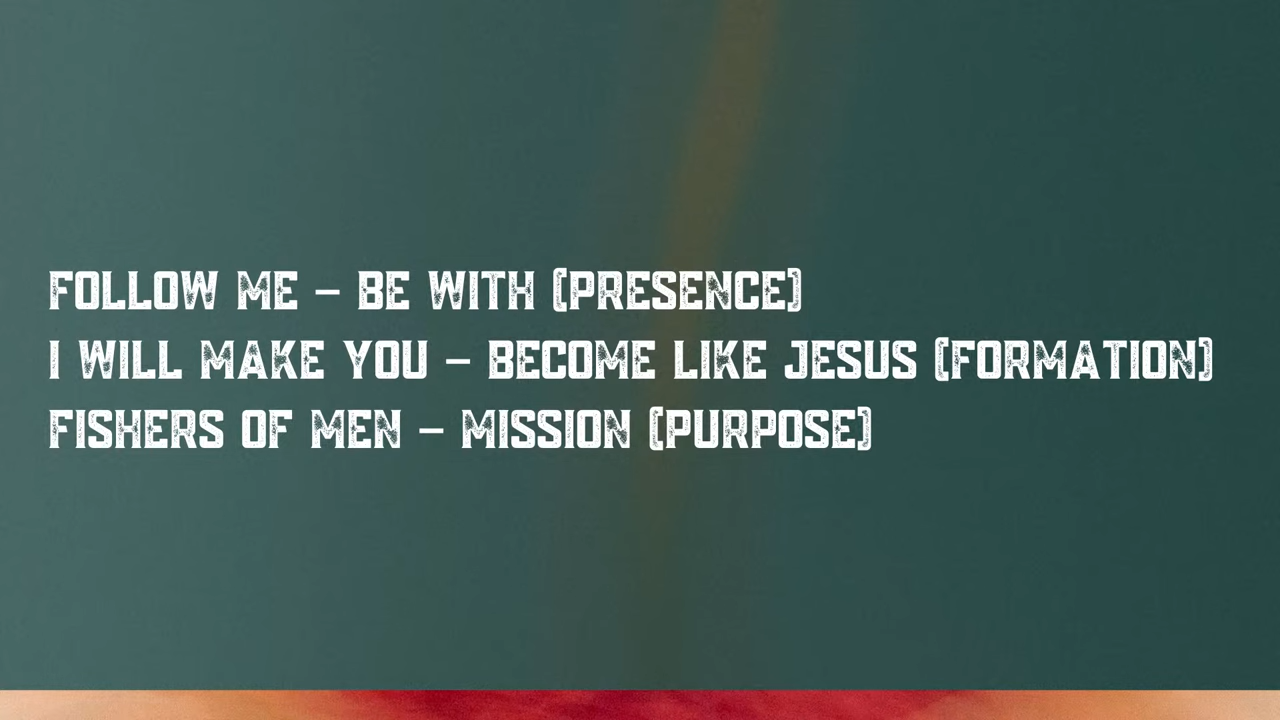 FOLLOW ME – BE WITH (PRESENCE)
I WILL MAKE YOU – BECOME LIKE JESUS (FORMATION)
FISHERS OF MEN – MISSION (PURPOSE)